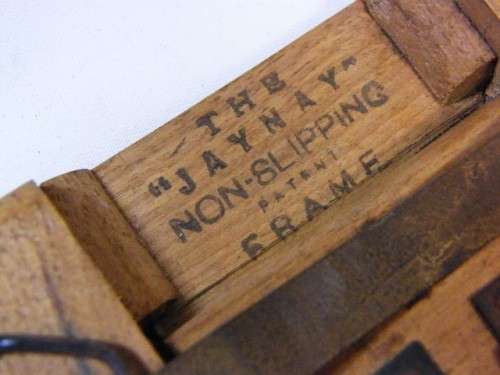 THE
"JAYNAY"
NON-SLIPPING
PATENT
FRAME